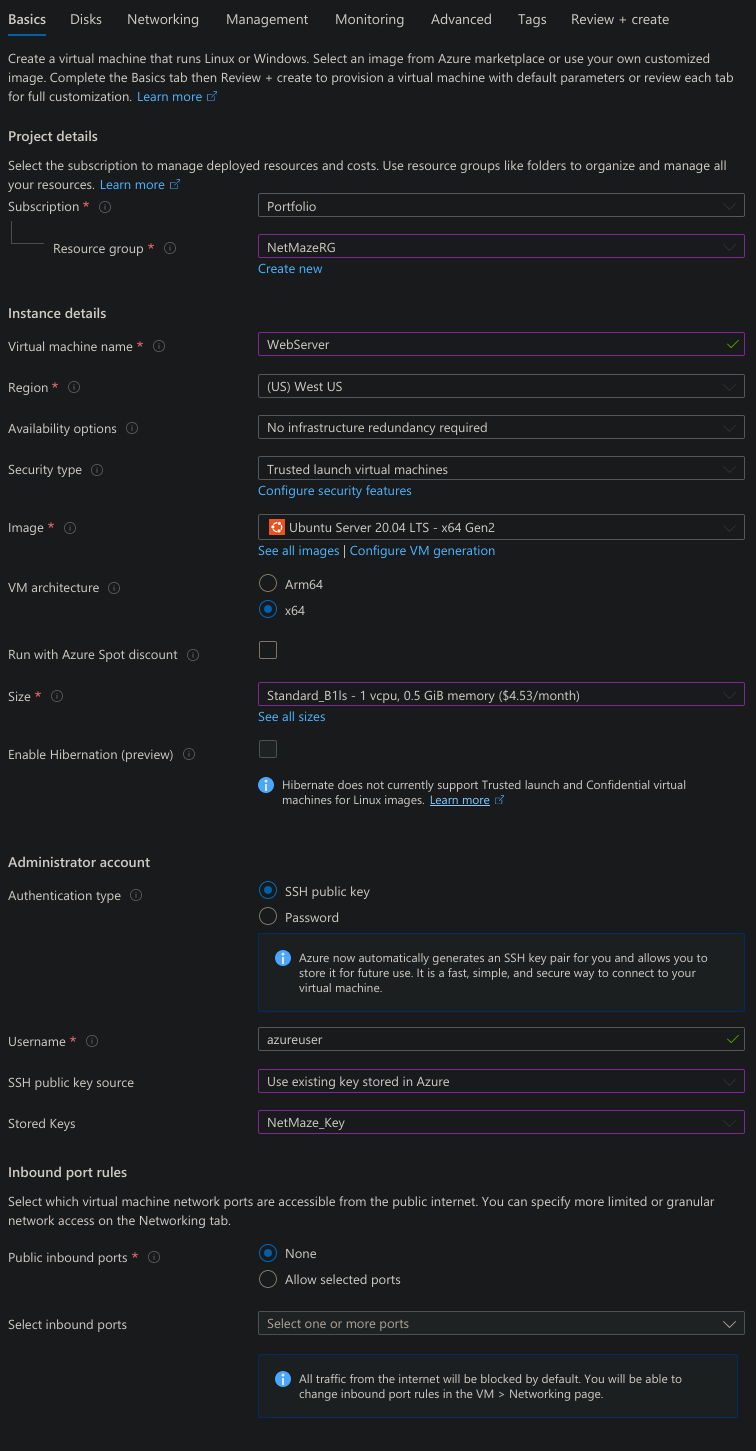 Basics Disks Networking Management Monitoring Advanced Tags Review + create
Create a virtual machine that runs Linux or Windows. Select an image from Azure marketplace or use your own customized
image. Complete the Basics tab then Review + create to provision a virtual machine with default parameters or review each tab
for full customization. Learn more
Project details
Select the subscription to manage deployed resources and costs. Use resource groups like folders to organize and manage all
your resources. Learn more
Subscription * Portfolio
Resource group * NetMazeRG
Create new
Instance details
Virtual machine name * WebServer
Region * (US) West US
Availability options No infrastructure redundancy required
Security type Trusted launch virtual machines
Configure security features
Image * Ubuntu Server 20.04 LTS - x64 Gen2
See all images | Configure VM generation
VM architecture Arm64
x64
Run with Azure Spot discount
Size * Standard_B1ls - 1 vcpu, 0.5 GiB memory ($4.53/month)
See all sizes
Enable Hibernation (preview)
Hibernate does not currently support Trusted launch and Confidential virtual
machines for Linux images. Learn more
Administrator account
Authentication type SSH public key
Password
Azure now automatically generates an SSH key pair for you and allows you to
store it for future use. It is a fast, simple, and secure way to connect to your
virtual machine.
Username * azureuser
SSH public key source Use existing key stored in Azure
Stored Keys NetMaze_Key
Inbound port rules
Select which virtual machine network ports are accessible from the public internet. You can specify more limited or granular
network access on the Networking tab.
Public inbound ports * None
Allow selected ports
Select inbound ports Select one or more ports
All traffic from the internet will be blocked by default. You will be able to
change inbound port rules in the VM > Networking page.